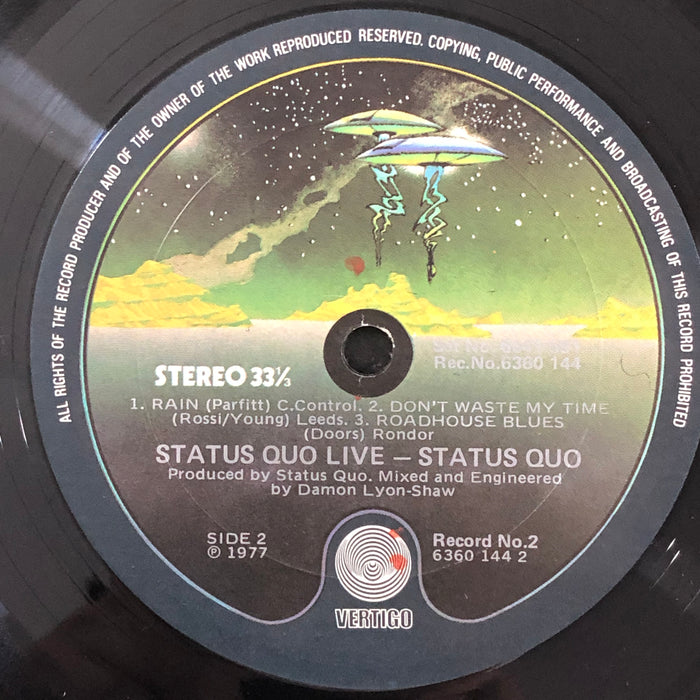 ALL RIGHTS OF THE RECORD PRODUCER AND OF THE OWNER OF THE WORK REPRODUCED RESERVED. COPYING, PUBLIC PERFORMANCE AND BROADCASTING OF THIS RECORD PROHIBITED
Rec.No.6360 144
STEREO 33⅓
1. RAIN (Parfitt) C.Control. 2. DON'T WASTE MY TIME
(Rossi/Young) Leeds. 3. ROADHOUSE BLUES
(Doors) Rondor
STATUS QUO LIVE – STATUS QUO
Produced by Status Quo. Mixed and Engineered
by Damon Lyon-Shaw
SIDE 2
℗ 1977
Record No.2
6360 144 2
VERTIGO